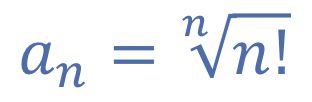 aₙ = ⁿ√n!